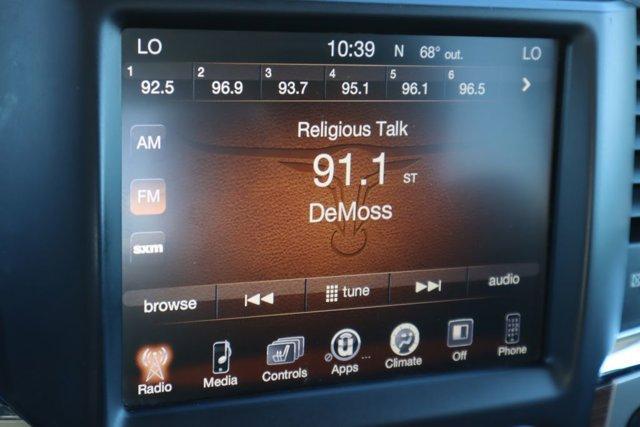 LO 10:39 N 68° out. LO
1 2 3 4 5 6
92.5 96.9 93.7 95.1 96.1 96.5
Religious Talk
AM
91.1 ST
FM
DeMoss
sxm
browse tune audio
Radio Media Controls Apps ... Climate Off Phone